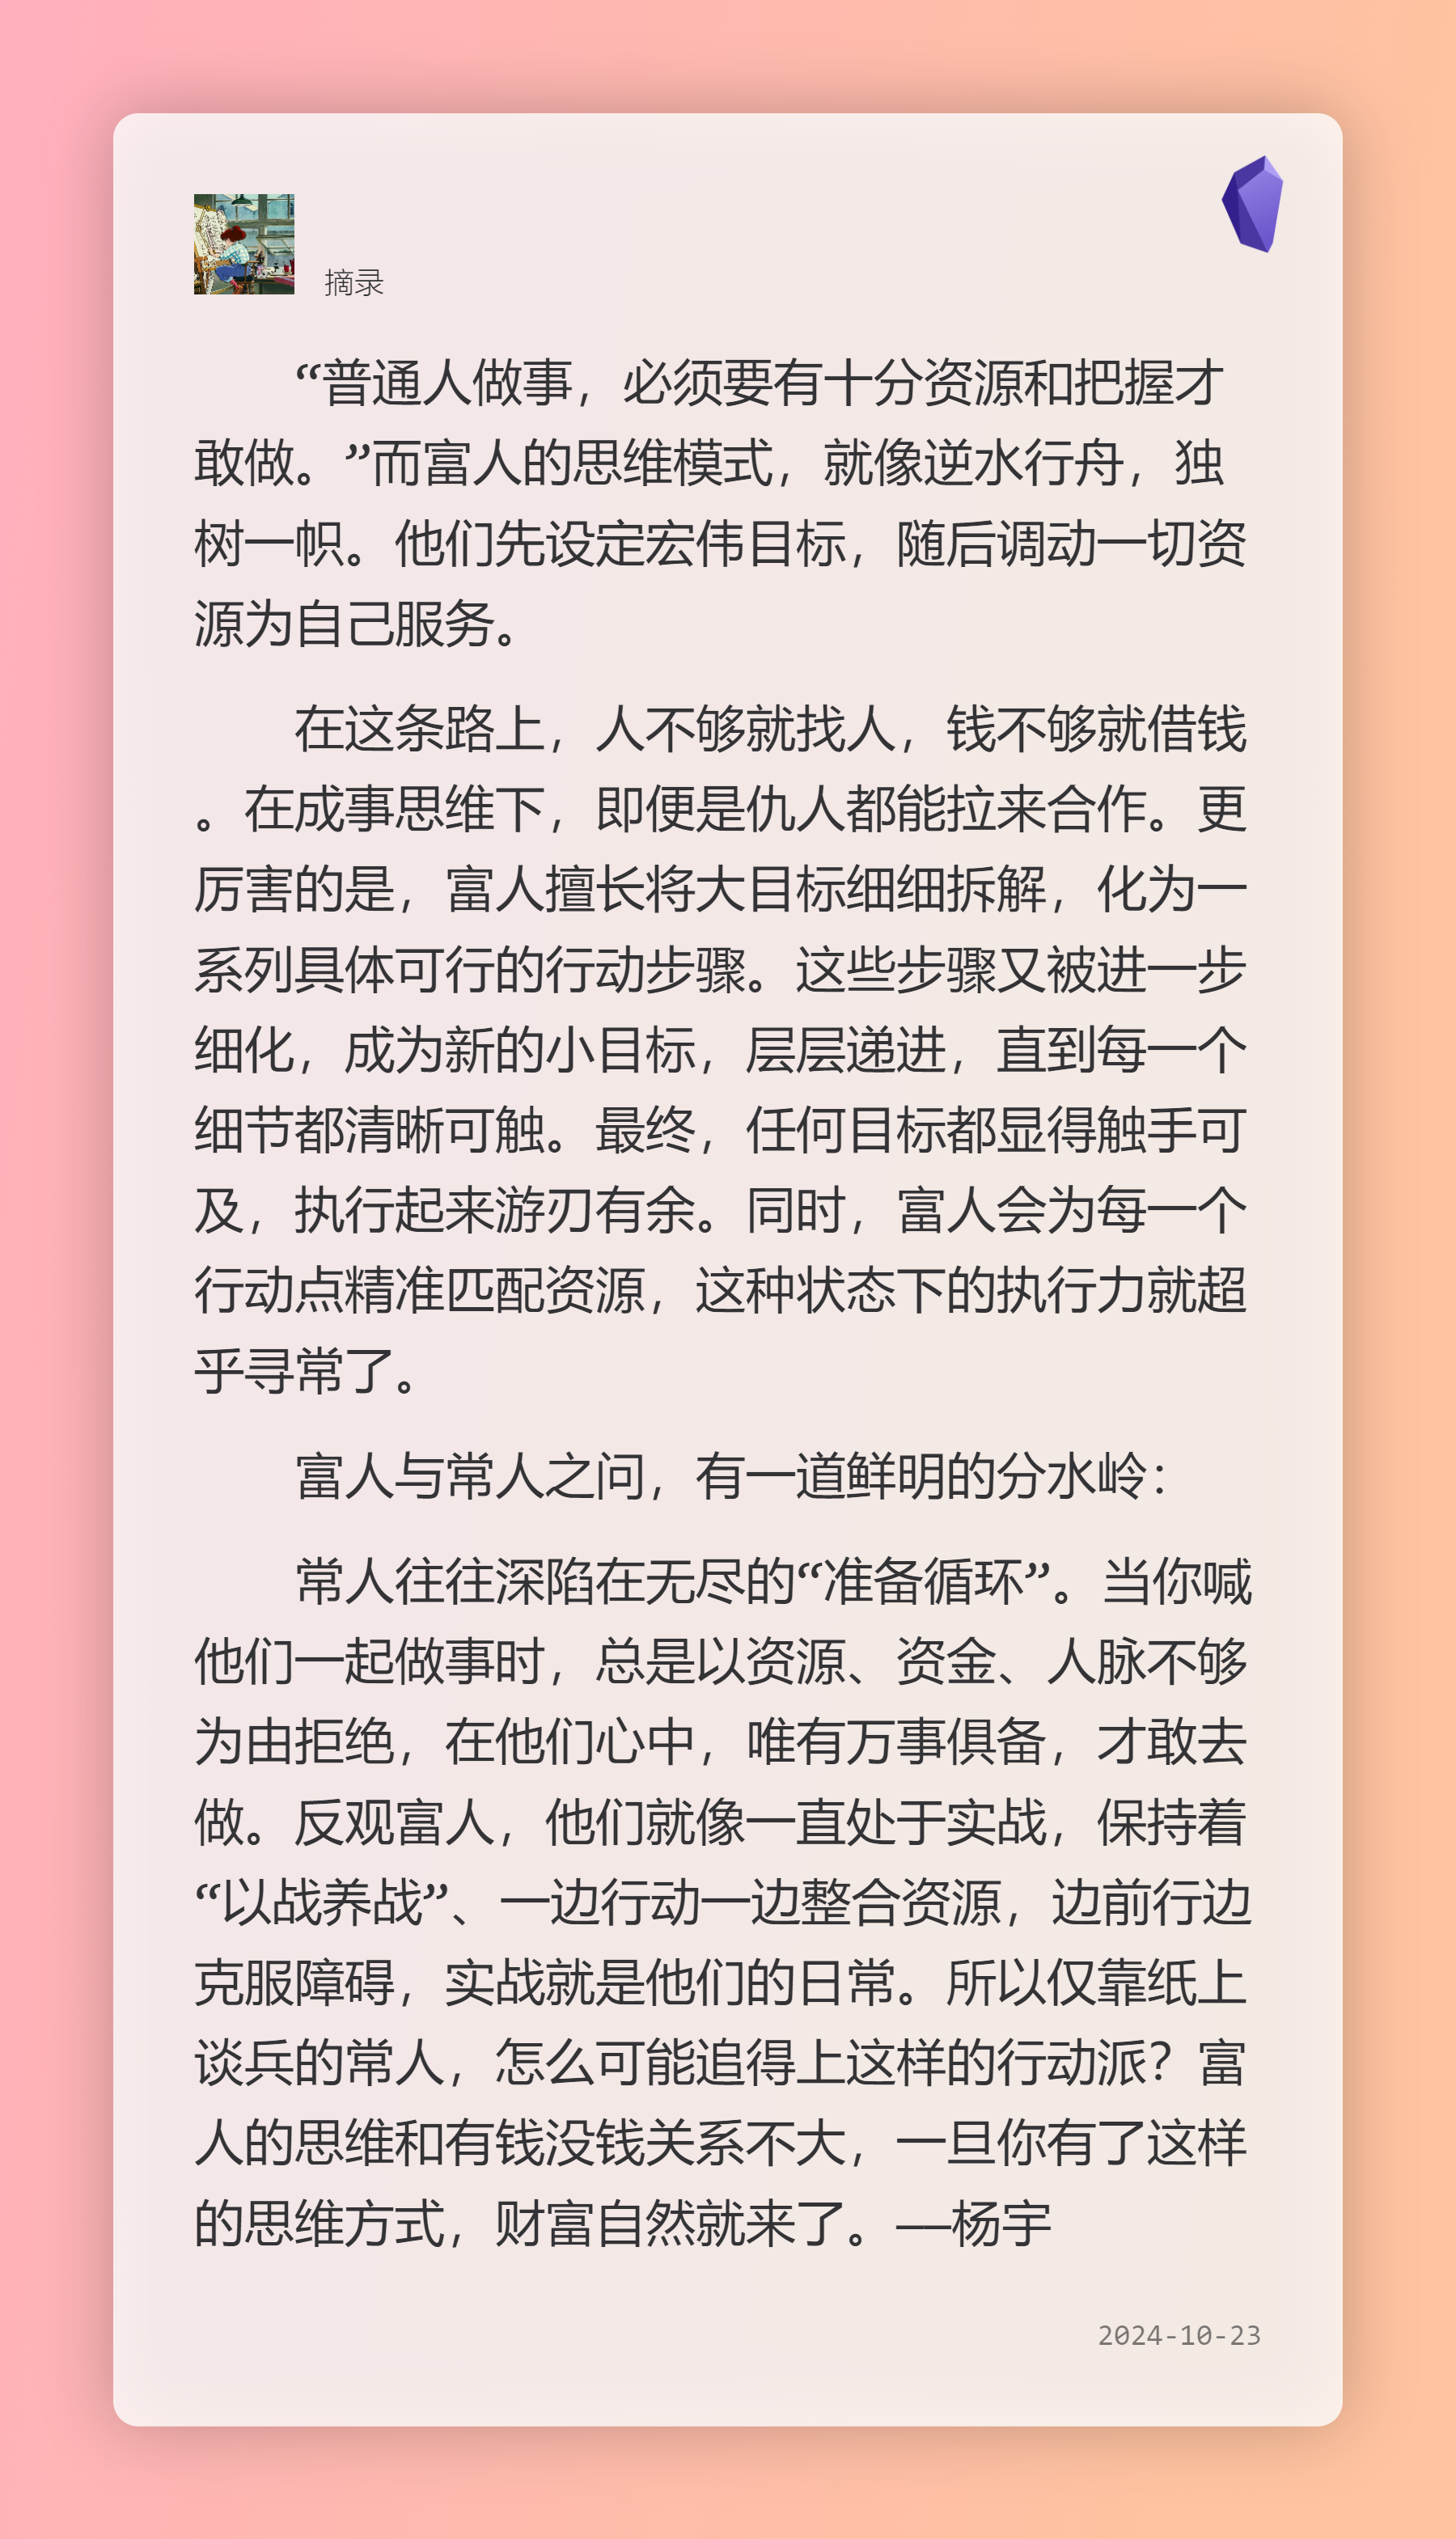 摘录
“普通人做事，必须要有十分资源和把握才
敢做。”而富人的思维模式，就像逆水行舟，独
树一帜。他们先设定宏伟目标，随后调动一切资
源为自己服务。
在这条路上，人不够就找人，钱不够就借钱
。在成事思维下，即便是仇人都能拉来合作。更
厉害的是，富人擅长将大目标细细拆解，化为一
系列具体可行的行动步骤。这些步骤又被进一步
细化，成为新的小目标，层层递进，直到每一个
细节都清晰可触。最终，任何目标都显得触手可
及，执行起来游刃有余。同时，富人会为每一个
行动点精准匹配资源，这种状态下的执行力就超
乎寻常了。
富人与常人之问，有一道鲜明的分水岭：
常人往往深陷在无尽的“准备循环”。当你喊
他们一起做事时，总是以资源、资金、人脉不够
为由拒绝，在他们心中，唯有万事俱备，才敢去
做。反观富人，他们就像一直处于实战，保持着
“以战养战”、一边行动一边整合资源，边前行边
克服障碍，实战就是他们的日常。所以仅靠纸上
谈兵的常人，怎么可能追得上这样的行动派？富
人的思维和有钱没钱关系不大，一旦你有了这样
的思维方式，财富自然就来了。——杨宇
2024-10-23